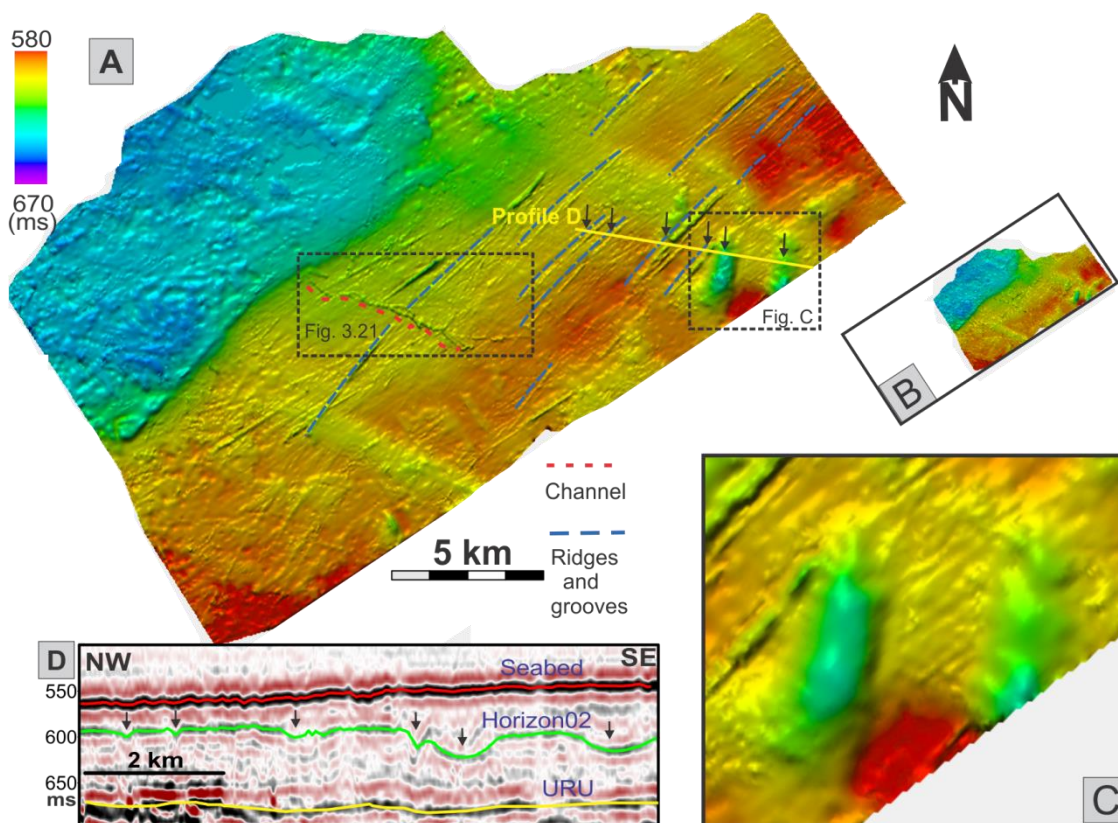 580
A
N
670
(ms)
Profile D
Fig. 3.21
Fig. C
B
Channel
5 km
Ridges
and
grooves
D
NW
SE
Seabed
550
Horizon02
600
2 km
650
ms
URU
C